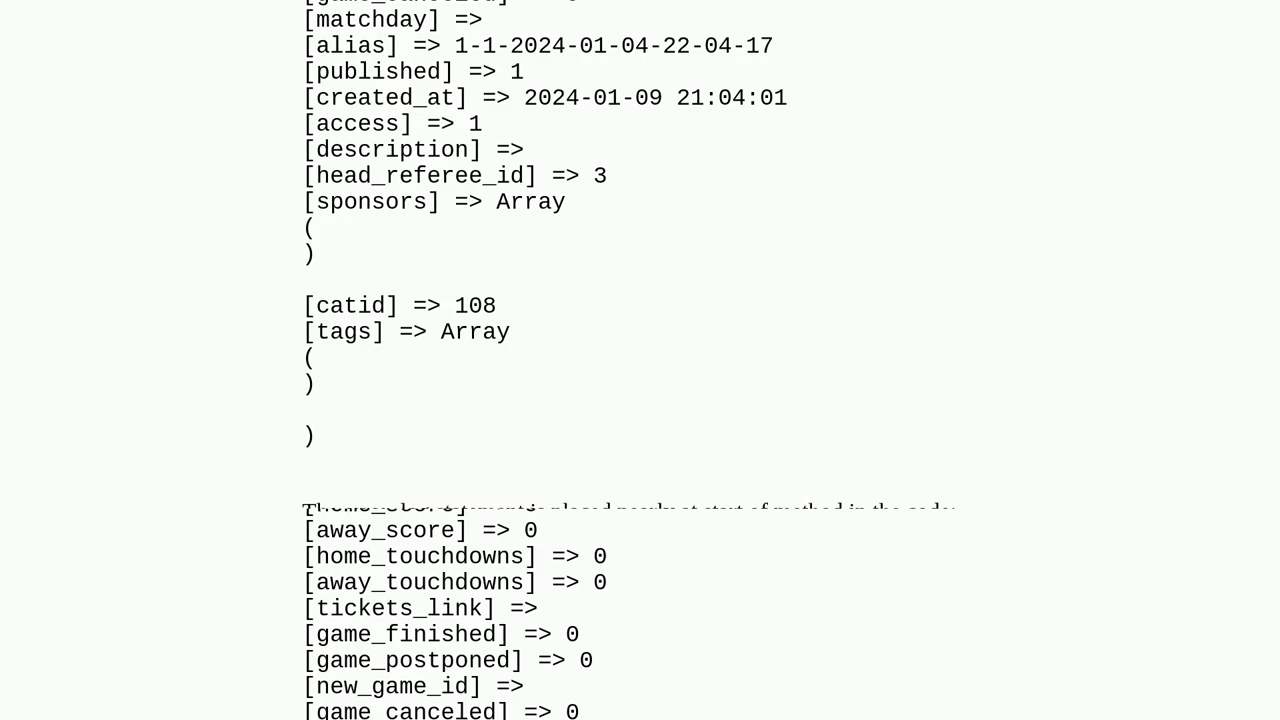 [matchday] =>
[alias] => 1-1-2024-01-04-22-04-17
[published] => 1
[created_at] => 2024-01-09 21:04:01
[access] => 1
[description] =>
[head_referee_id] => 3
[sponsors] => Array
(
)
[catid] => 108
[tags] => Array
(
)
)
[away_score] => 0
[home_touchdowns] => 0
[away_touchdowns] => 0
[tickets_link] =>
[game_finished] => 0
[game_postponed] => 0
[new_game_id] =>
[game_canceled] => 0